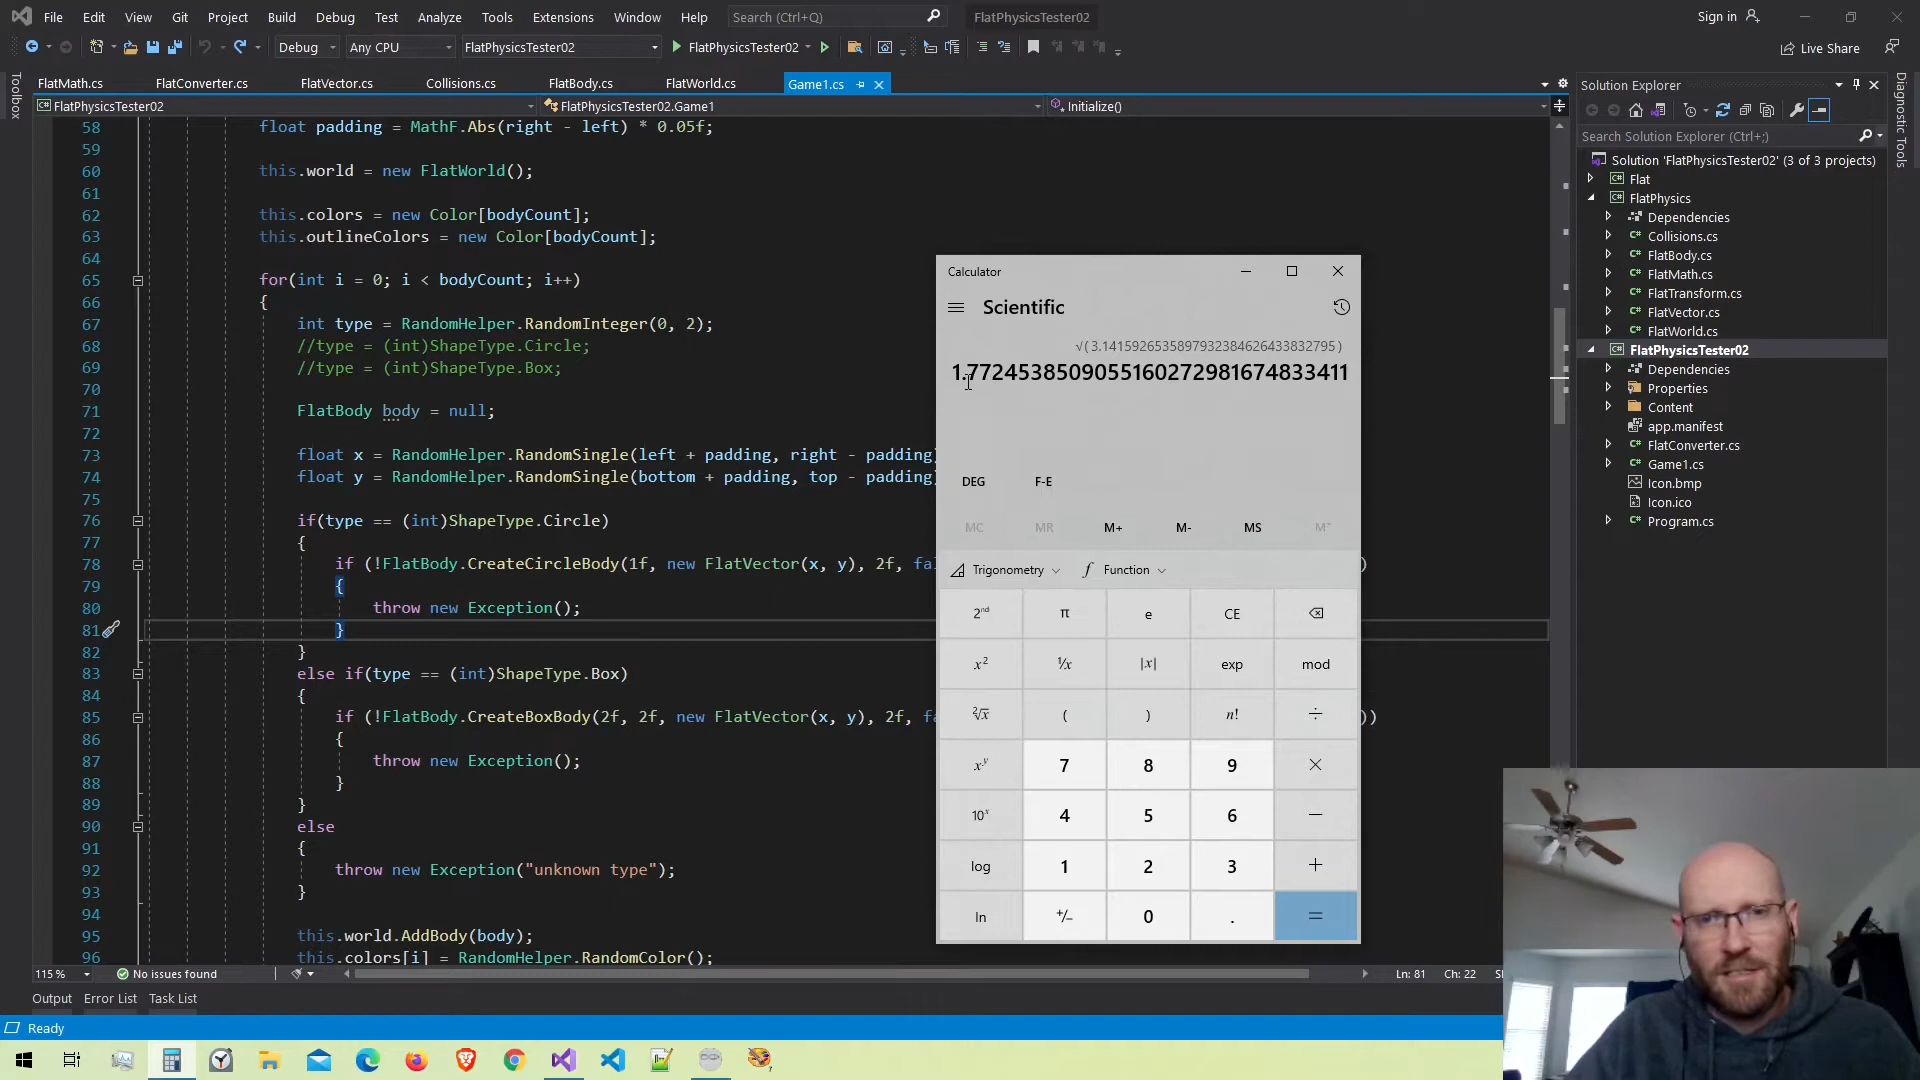 File Edit View Git Project Build Debug Test Analyze Tools Extensions Window Help Search (Ctrl+Q) FlatPhysicsTester02 Sign in
Debug Any CPU FlatPhysicsTester02 FlatPhysicsTester02 Live Share
Toolbox
FlatMath.cs FlatConverter.cs FlatVector.cs Collisions.cs FlatBody.cs FlatWorld.cs Game1.cs
FlatPhysicsTester02 FlatPhysicsTester02.Game1 Initialize()
58 float padding = MathF.Abs(right - left) * 0.05f;
59
60 this.world = new FlatWorld();
61
62 this.colors = new Color[bodyCount];
63 this.outlineColors = new Color[bodyCount];
64
65 for(int i = 0; i < bodyCount; i++)
66 {
67 int type = RandomHelper.RandomInteger(0, 2);
68 //type = (int)ShapeType.Circle;
69 //type = (int)ShapeType.Box;
70
71 FlatBody body = null;
72
73 float x = RandomHelper.RandomSingle(left + padding, right - padding)
74 float y = RandomHelper.RandomSingle(bottom + padding, top - padding)
75
76 if(type == (int)ShapeType.Circle)
77 {
78 if (!FlatBody.CreateCircleBody(1f, new FlatVector(x, y), 2f, fal )
79 {
80 throw new Exception();
81 }
82 }
83 else if(type == (int)ShapeType.Box)
84 {
85 if (!FlatBody.CreateBoxBody(2f, 2f, new FlatVector(x, y), 2f, fa ))
86 {
87 throw new Exception();
88 }
89 }
90 else
91 {
92 throw new Exception("unknown type");
93 }
94
95 this.world.AddBody(body);
96 this.colors[i] = RandomHelper.RandomColor();
115 % No issues found Ln: 81 Ch: 22
Output Error List Task List
Ready
Calculator
Scientific
√(3.1415926535897932384626433832795)
1.7724538509055160272981674833411
DEG F-E
MC MR M+ M- MS M˅
Trigonometry f Function
2nd π e CE
x² ¹/x |x| exp mod
²√x ( ) n! ÷
xʸ 7 8 9 ×
10ˣ 4 5 6 −
log 1 2 3 +
ln +/− 0 . =
Solution Explorer
Search Solution Explorer (Ctrl+;)
Solution 'FlatPhysicsTester02' (3 of 3 projects)
Flat
FlatPhysics
Dependencies
Collisions.cs
FlatBody.cs
FlatMath.cs
FlatTransform.cs
FlatVector.cs
FlatWorld.cs
FlatPhysicsTester02
Dependencies
Properties
Content
app.manifest
FlatConverter.cs
Game1.cs
Icon.bmp
Icon.ico
Program.cs
Diagnostic Tools